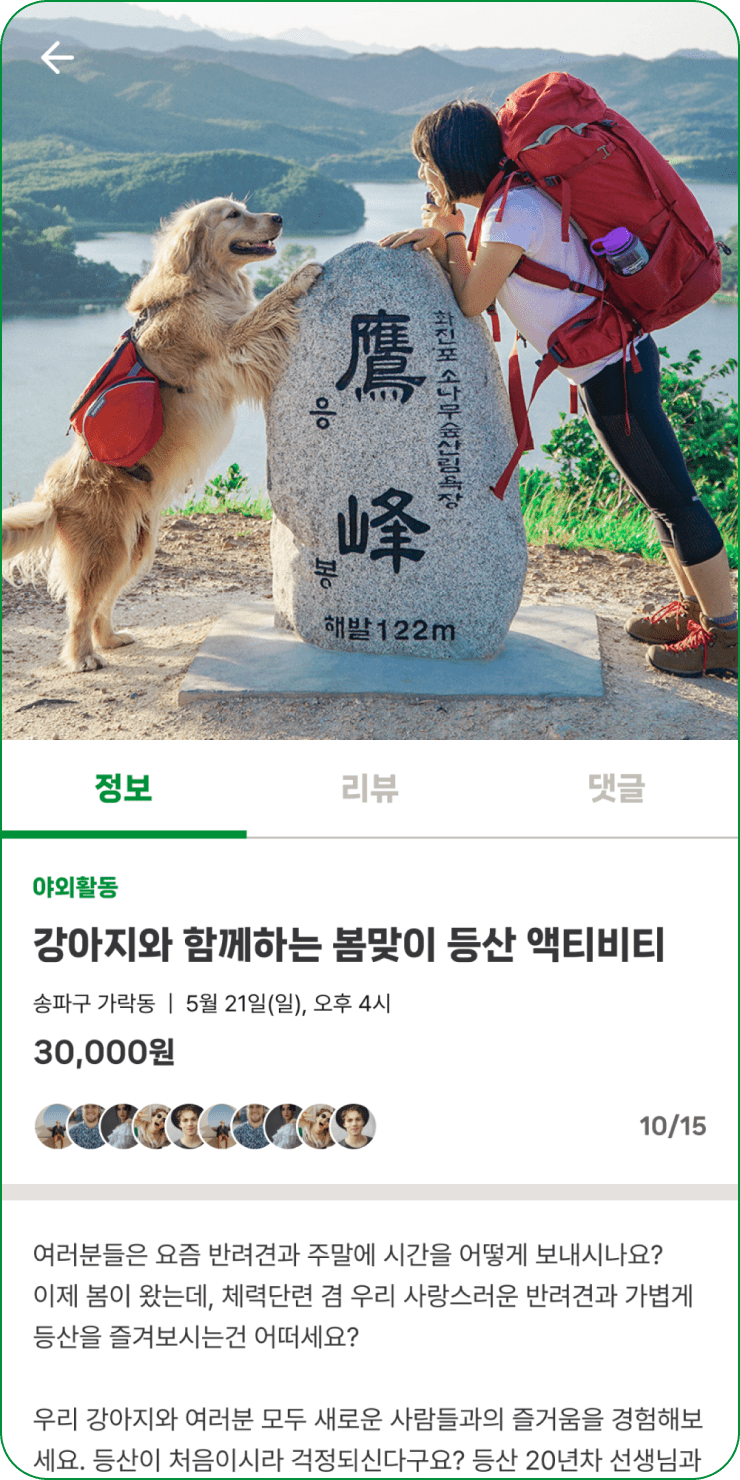 鷹
응
峰
봉
화진포 소나무숲산림욕장
해발122m
정보
리뷰
댓글
야외활동
강아지와 함께하는 봄맞이 등산 액티비티
송파구 가락동 | 5월 21일(일), 오후 4시
30,000원
10/15
여러분들은 요즘 반려견과 주말에 시간을 어떻게 보내시나요?
이제 봄이 왔는데, 체력단련 겸 우리 사랑스러운 반려견과 가볍게
등산을 즐겨보시는건 어떠세요?
우리 강아지와 여러분 모두 새로운 사람들과의 즐거움을 경험해보
세요. 등산이 처음이시라 걱정되신다구요? 등산 20년차 선생님과